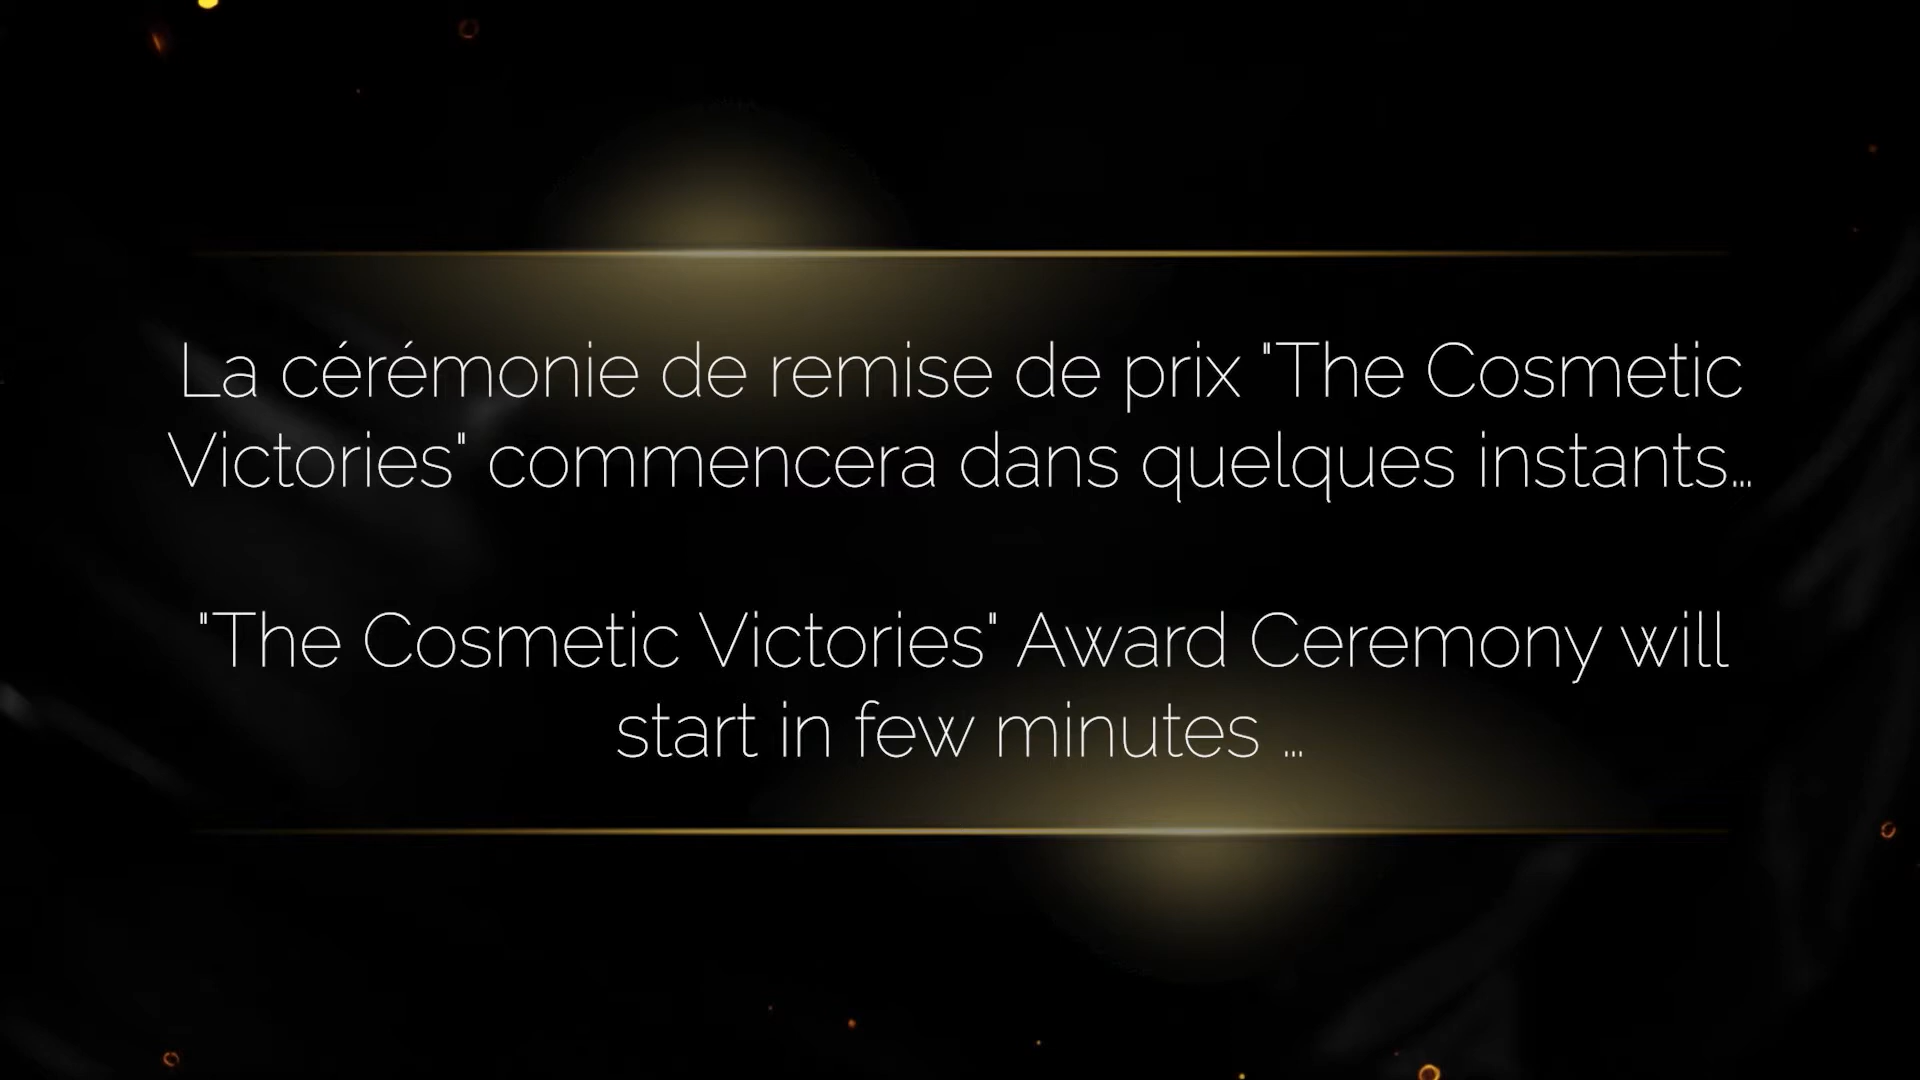 La cérémonie de remise de prix "The Cosmetic
Victories" commencera dans quelques instants...
"The Cosmetic Victories" Award Ceremony will
start in few minutes ...